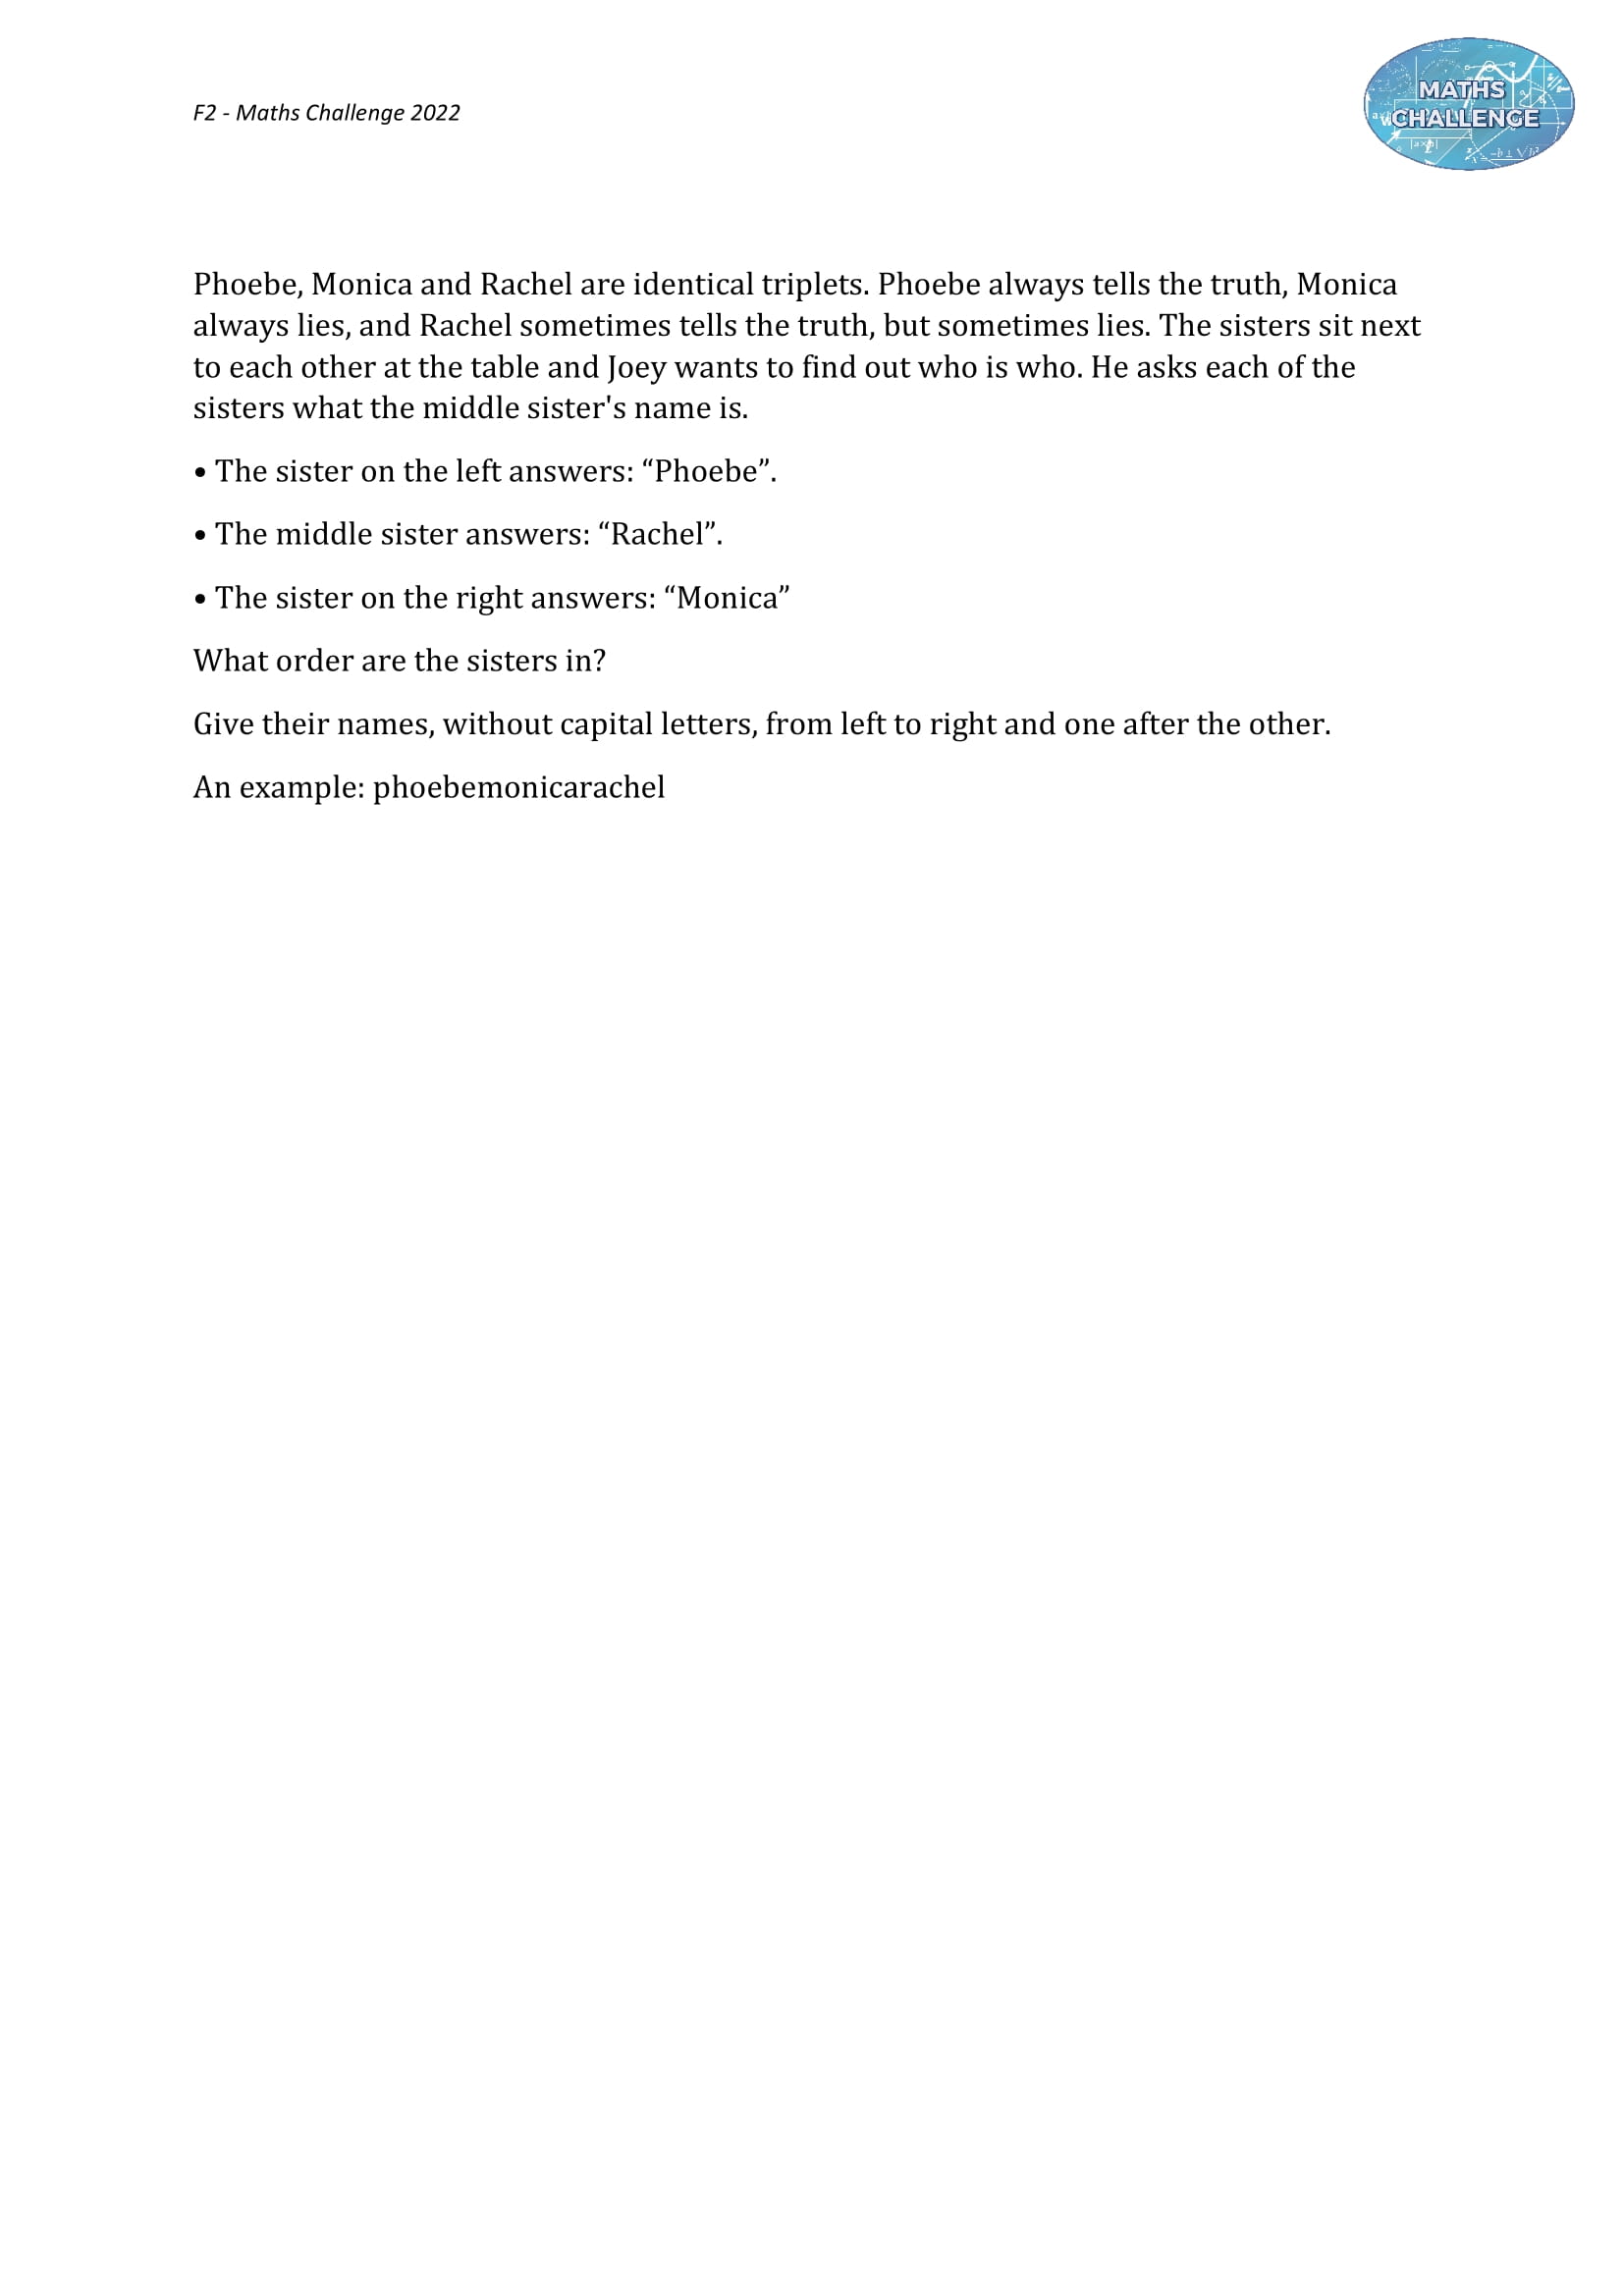 F2 - Maths Challenge 2022
MATHS
CHALLENGE
Phoebe, Monica and Rachel are identical triplets. Phoebe always tells the truth, Monica
always lies, and Rachel sometimes tells the truth, but sometimes lies. The sisters sit next
to each other at the table and Joey wants to find out who is who. He asks each of the
sisters what the middle sister's name is.
• The sister on the left answers: “Phoebe”.
• The middle sister answers: “Rachel”.
• The sister on the right answers: “Monica”
What order are the sisters in?
Give their names, without capital letters, from left to right and one after the other.
An example: phoebemonicarachel